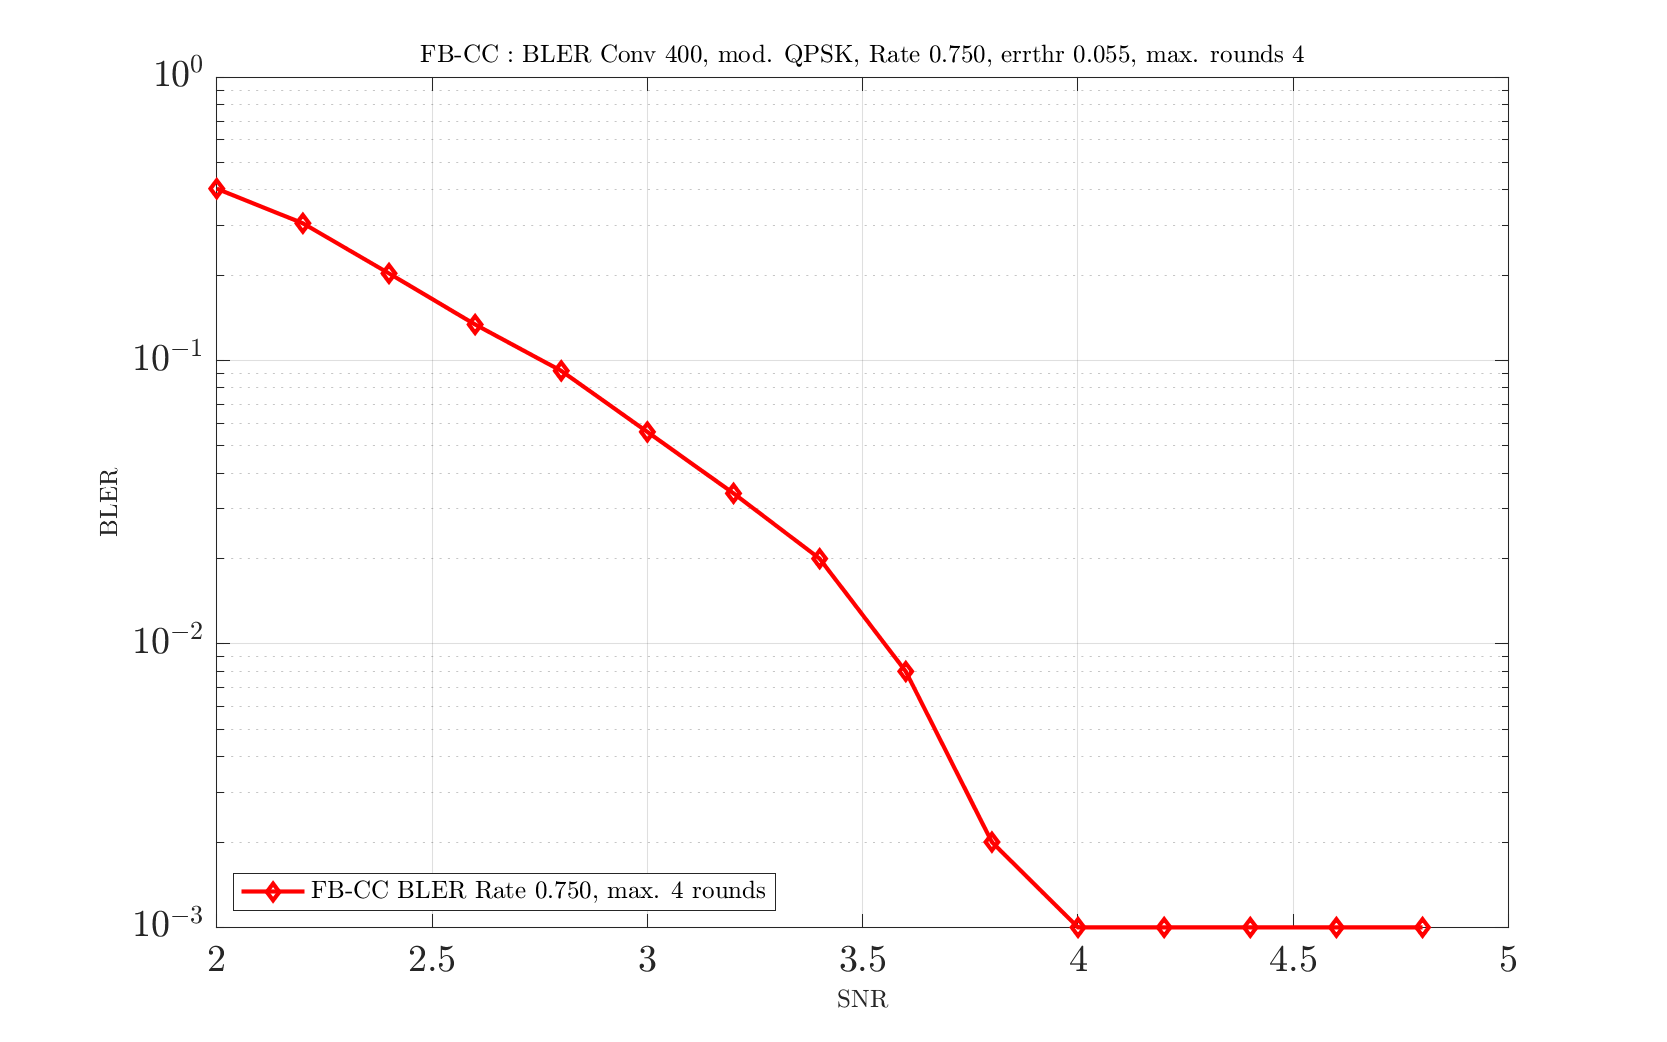 FB-CC : BLER Conv 400, mod. QPSK, Rate 0.750, errthr 0.055, max. rounds 4
10^0
10^{-1}
10^{-2}
10^{-3}
BLER
FB-CC BLER Rate 0.750, max. 4 rounds
2 2.5 3 3.5 4 4.5 5
SNR